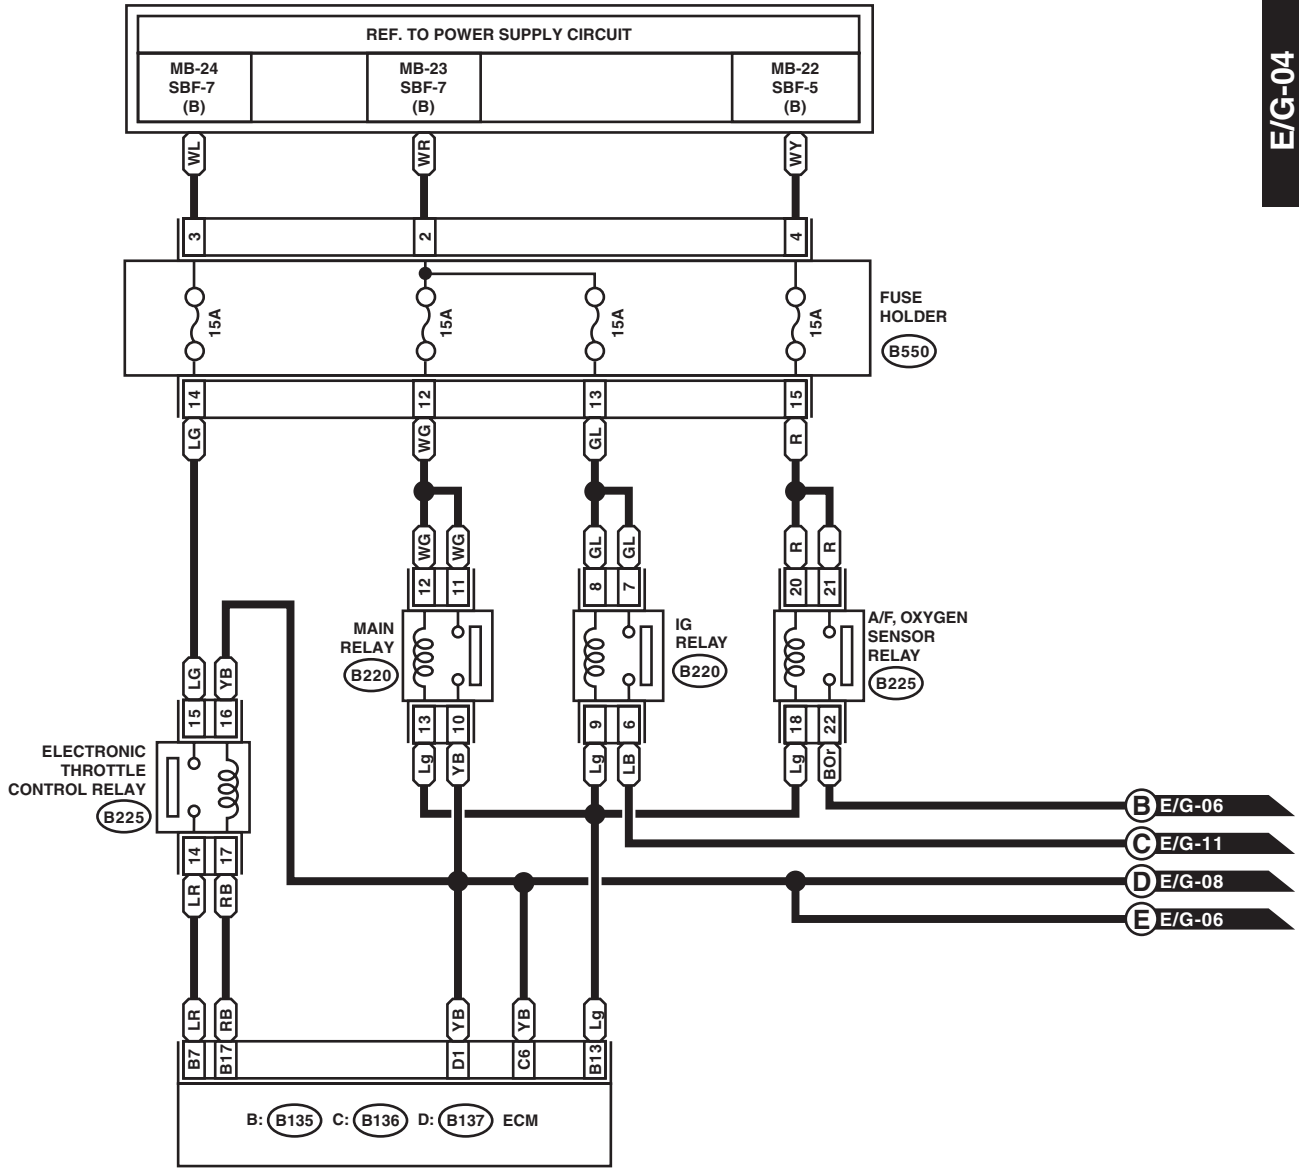 E/G-04
REF. TO POWER SUPPLY CIRCUIT
MB-24
SBF-7
(B)
MB-23
SBF-7
(B)
MB-22
SBF-5
(B)
WL
WR
WY
3
2
4
15A
15A
15A
15A
FUSE
HOLDER
B550
14
12
13
15
LG
WG
GL
R
WG
WG
GL
GL
R
R
12
11
8
7
20
21
MAIN
RELAY
B220
IG
RELAY
B220
A/F, OXYGEN
SENSOR
RELAY
B225
LG
YB
15
16
13
10
9
6
18
22
Lg
YB
Lg
LB
Lg
BOr
ELECTRONIC
THROTTLE
CONTROL RELAY
B225
14
17
LR
RB
B E/G-06
C E/G-11
D E/G-08
E E/G-06
LR
RB
YB
YB
Lg
B7
B17
D1
C6
B13
B: B135 C: B136 D: B137 ECM